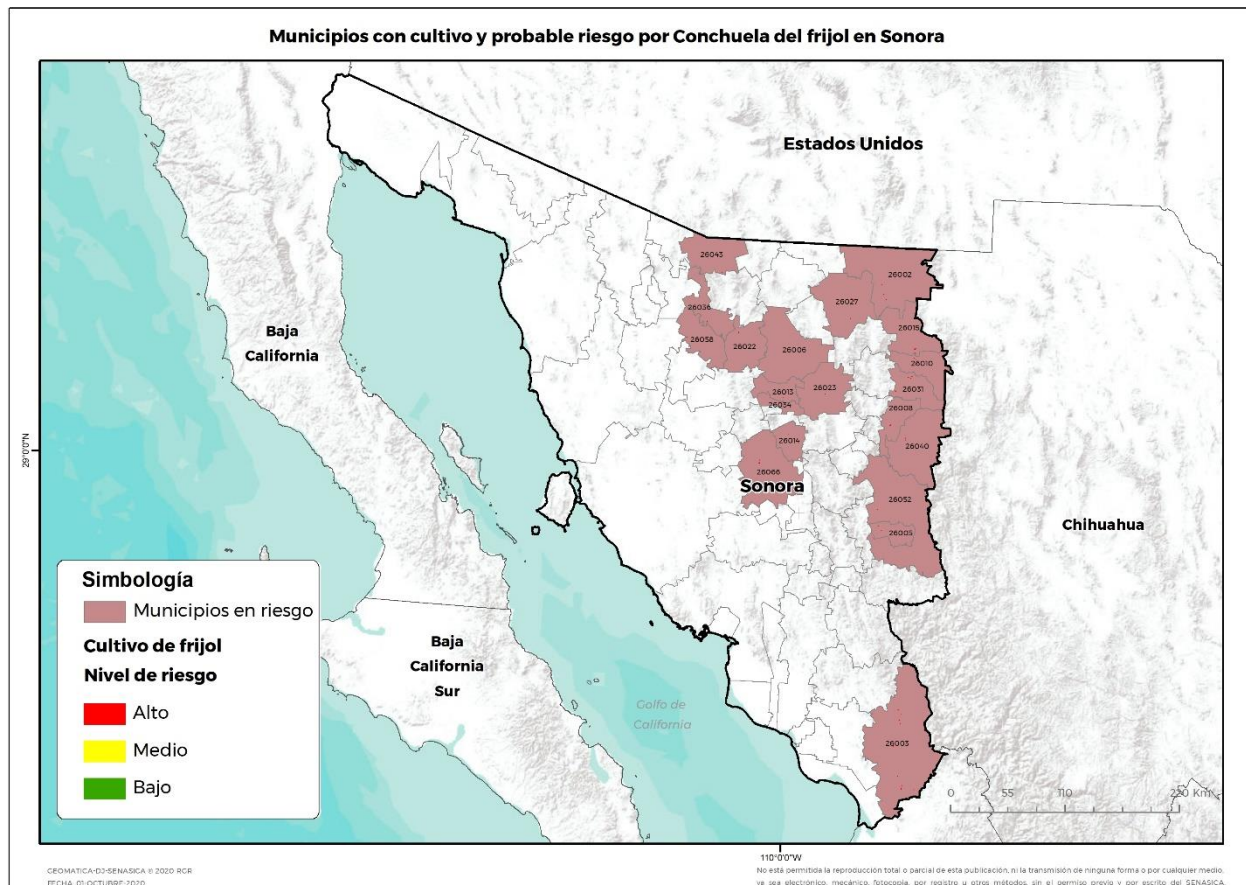 Municipios con cultivo y probable riesgo por Conchuela del frijol en Sonora
Estados Unidos
26043
26002
26027
26036
26015
26058
26022
26006
26010
Baja
California
26013
26023
26031
26034
26008
26014
26040
29°0'0"N
26066
Sonora
26052
Chihuahua
26005
Simbología
Municipios en riesgo
Cultivo de frijol
Nivel de riesgo
Alto
Medio
Bajo
Baja
California
Sur
Golfo de
California
26003
0 55 110 220 Km
110°0'0"W
GEOMATICA-DJ-SENASICA © 2020 RGR
FECHA: 01-OCTUBRE-2020
No está permitida la reproducción total o parcial de esta publicación, ni la transmisión de ninguna forma o por cualquier medio,
ya sea electrónico, mecánico, fotocopia, por registro u otros métodos, sin el permiso previo y por escrito del SENASICA.